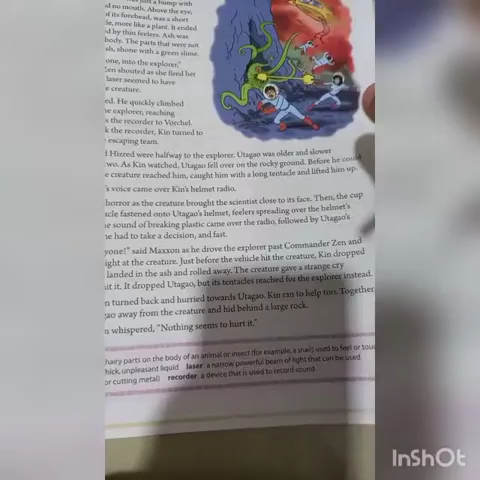 just a bump with
d no mouth. Above the eye,
of its forehead, was a short
le, more like a plant. It ended
d by thin feelers. Ash was
body. The parts that were not
sh, shone with a green slime.
one, into the explorer,"
Zen shouted as she fired her
laser seemed to have
e creature.
ed. He quickly climbed
he explorer, reaching
s the recorder to Vorchel.
k the recorder, Kin turned to
escaping team.
d Hizred were halfway to the explorer. Utagao was older and slower
wo. As Kin watched, Utagao fell over on the rocky ground. Before he could
e creature reached him, caught him with a long tentacle and lifted him up.
's voice came over Kin's helmet radio.
horror as the creature brought the scientist close to its face. Then, the cup
acle fastened onto Utagao's helmet, feelers spreading over the helmet's
e sound of breaking plastic came over the radio, followed by Utagao's
he had to take a decision, and fast.
yone!" said Maxxon as he drove the explorer past Commander Zen and
ight at the creature. Just before the vehicle hit the creature, Kin dropped
landed in the ash and rolled away. The creature gave a strange cry
it it. It dropped Utagao, but its tentacles reached for the explorer instead.
n turned back and hurried towards Utagao. Kin ran to help too. Together
gao away from the creature and hid behind a large rock.
n whispered, "Nothing seems to hurt it."
hairy parts on the body of an animal or insect (for example, a snail) used to feel or touc
thick, unpleasant liquid laser a narrow powerful beam of light that can be used
or cutting metal) recorder a device that is used to record sound
InShOt